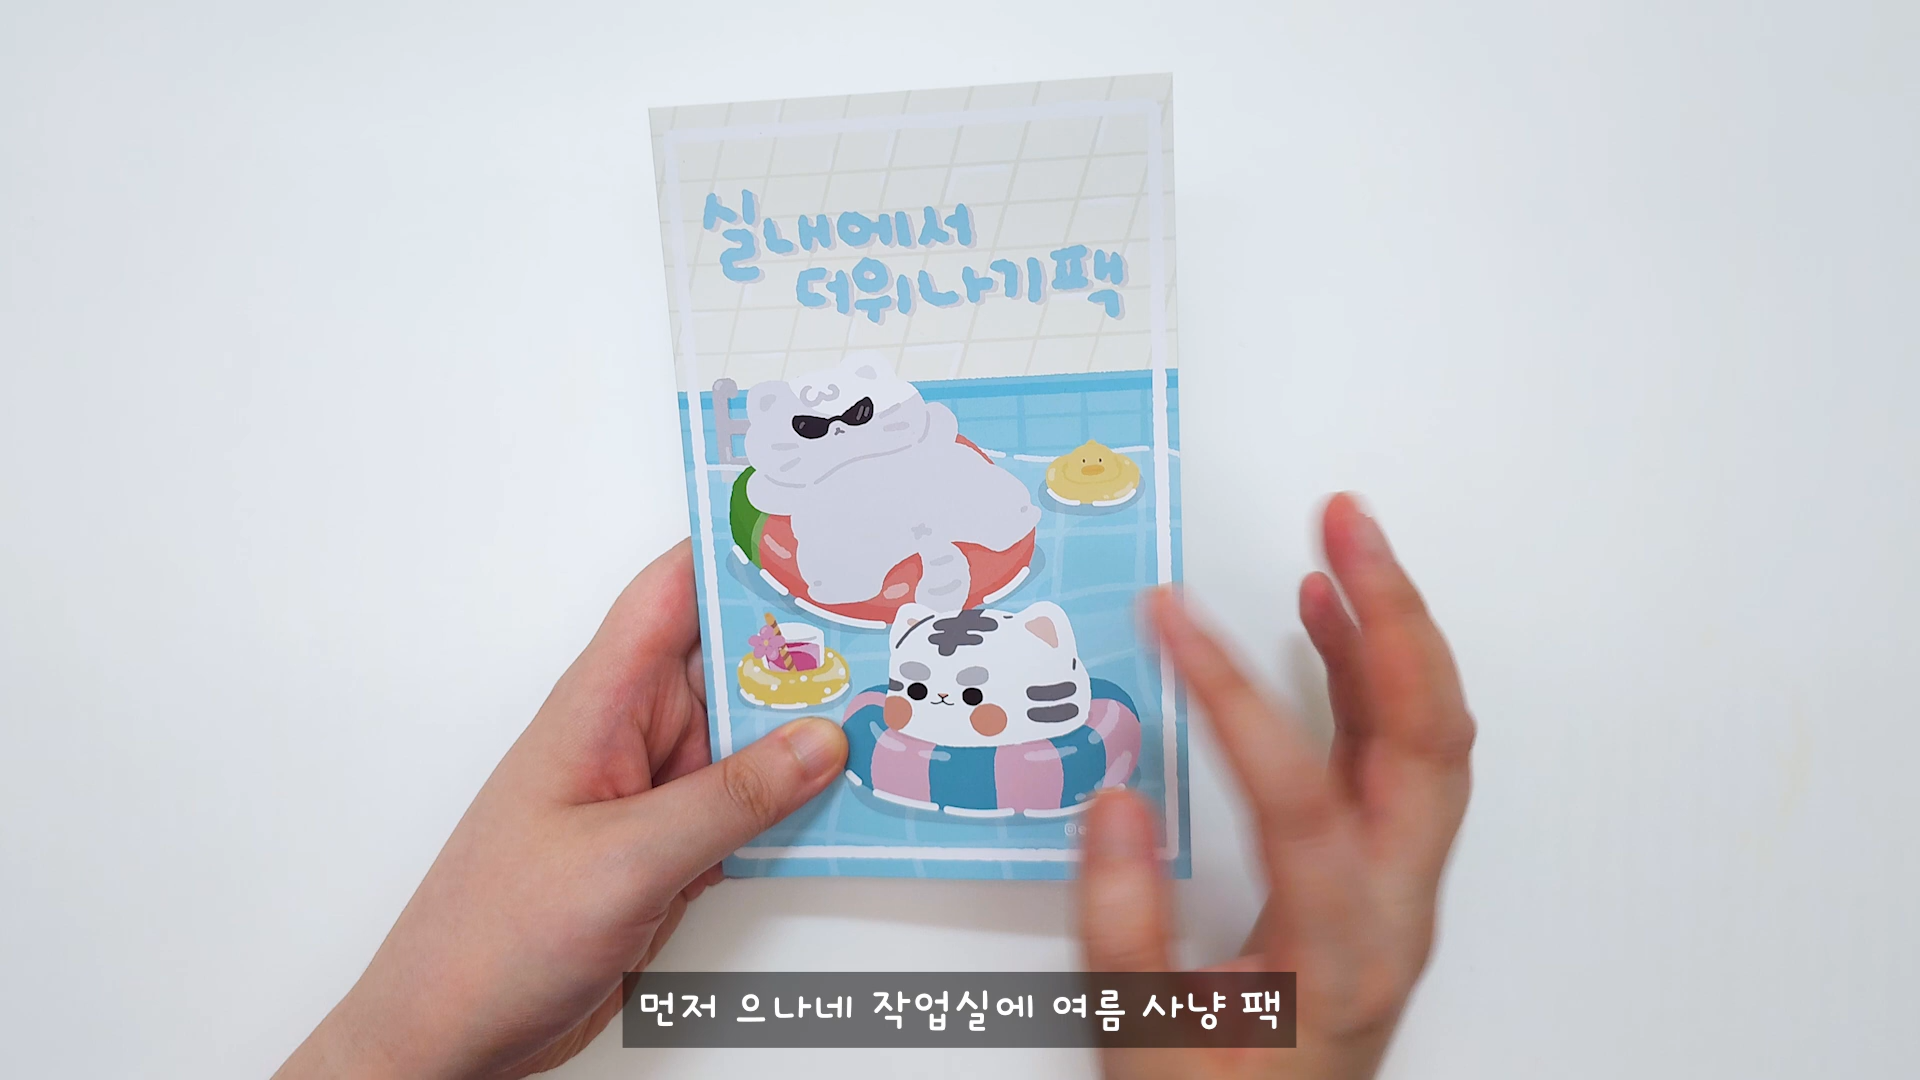 실내에서
더위나기팩
먼저 으나네 작업실에 여름 사냥 팩